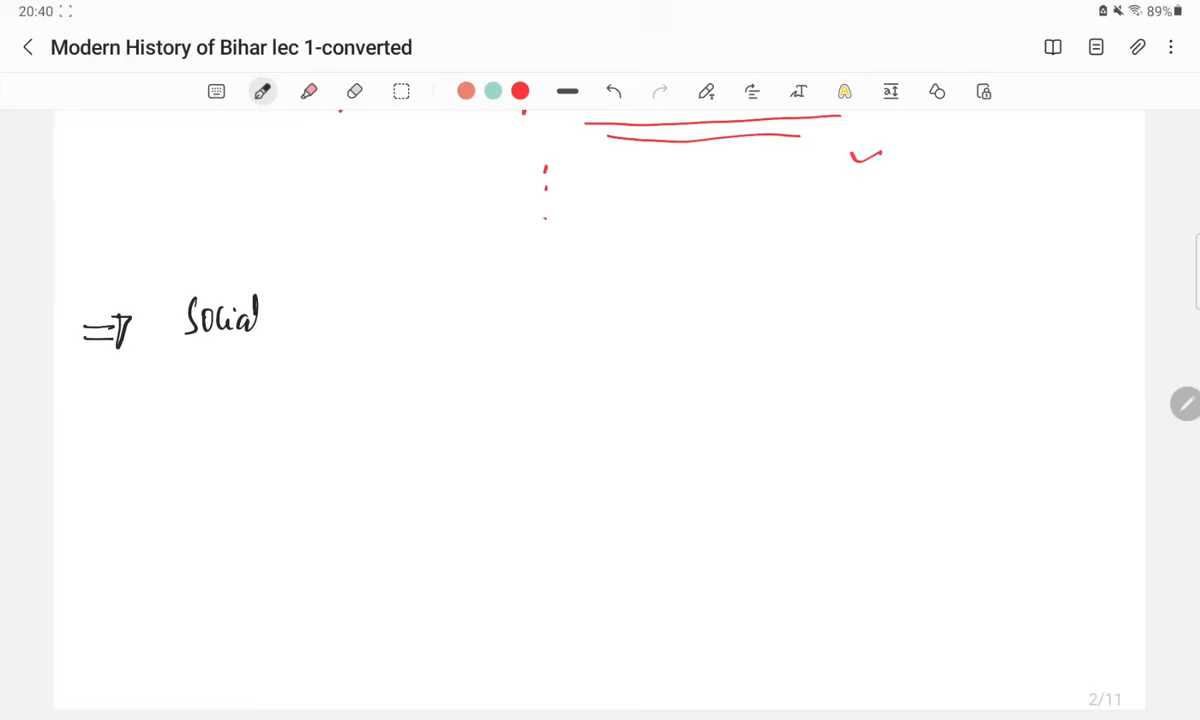 20:40 89%
Modern History of Bihar lec 1-converted
⇒ Social
2/11